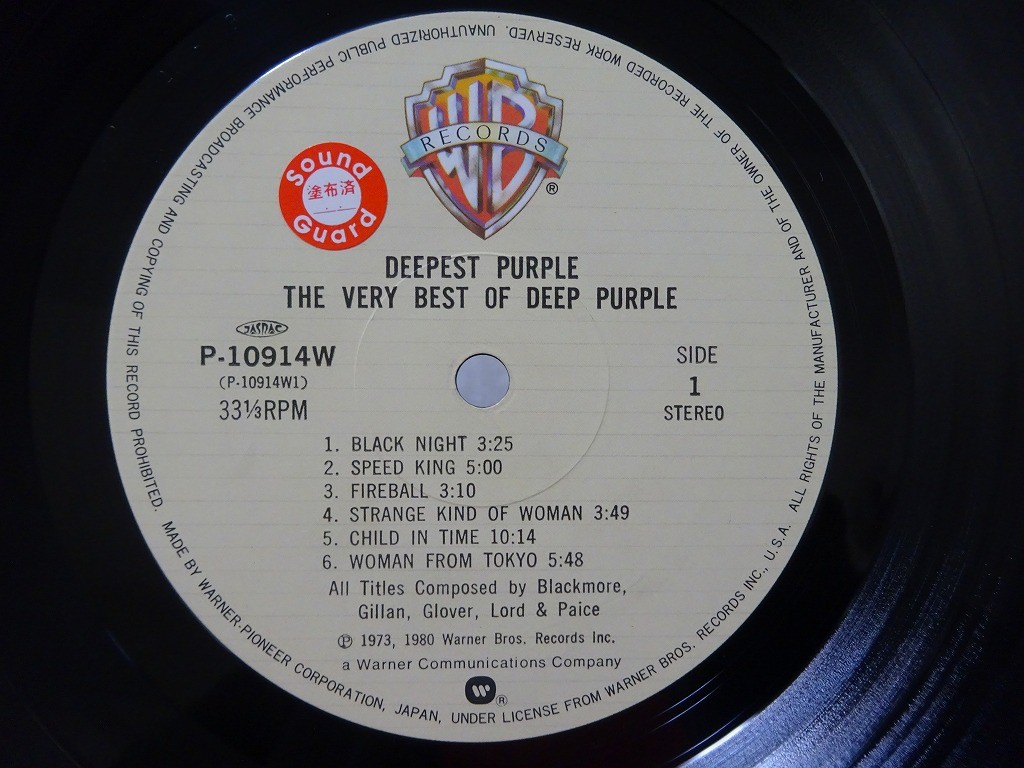 WB
RECORDS
®
Sound
塗布済
Guard
DEEPEST PURPLE
THE VERY BEST OF DEEP PURPLE
JASRAC
P-10914W
(P-10914W1)
33⅓RPM
SIDE
1
STEREO
1. BLACK NIGHT 3:25
2. SPEED KING 5:00
3. FIREBALL 3:10
4. STRANGE KIND OF WOMAN 3:49
5. CHILD IN TIME 10:14
6. WOMAN FROM TOKYO 5:48
All Titles Composed by Blackmore,
Gillan, Glover, Lord & Paice
℗ 1973, 1980 Warner Bros. Records Inc.
a Warner Communications Company
®
MADE BY WARNER-PIONEER CORPORATION, JAPAN, UNDER LICENSE FROM WARNER BROS. RECORDS INC., U.S.A. ALL RIGHTS OF THE MANUFACTURER AND OF THE OWNER OF THE RECORDED WORK RESERVED. UNAUTHORIZED PUBLIC PERFORMANCE BROADCASTING AND COPYING OF THIS RECORD PROHIBITED.